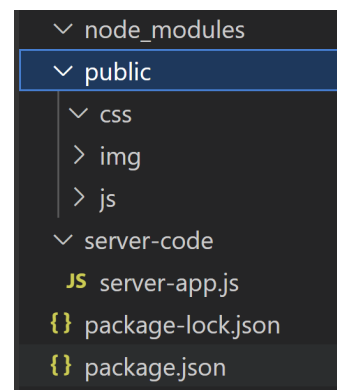 node_modules
public
css
img
js
server-code
JS server-app.js
{} package-lock.json
{} package.json